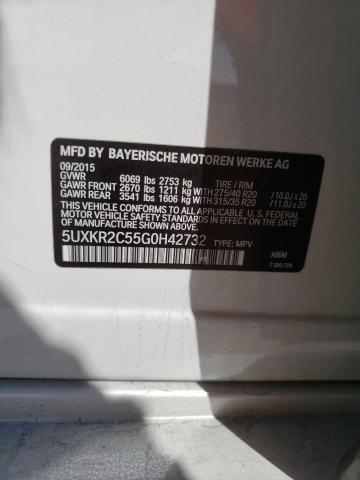 MFD BY BAYERISCHE MOTOREN WERKE AG
09/2015
GVWR 6069 lbs 2753 kg TIRE / RIM
GAWR FRONT 2670 lbs 1211 kg WITH 275/40 R20 / 10.0J x 20
GAWR REAR 3541 lbs 1606 kg WITH 315/35 R20 / 11.0J x 20
THIS VEHICLE CONFORMS TO ALL APPLICABLE U.S. FEDERAL
MOTOR VEHICLE SAFETY STANDARDS IN EFFECT ON THE DATE
OF MANUFACTURE SHOWN ABOVE.
5UXKR2C55G0H42732 TYPE: MPV A96M